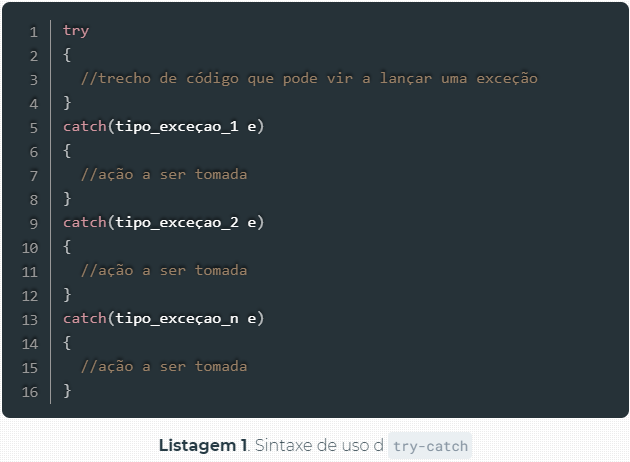 1 try
2 {
3 //trecho de código que pode vir a lançar uma exceção
4 }
5 catch(tipo_exceçao_1 e)
6 {
7 //ação a ser tomada
8 }
9 catch(tipo_exceçao_2 e)
10 {
11 //ação a ser tomada
12 }
13 catch(tipo_exceçao_n e)
14 {
15 //ação a ser tomada
16 }
Listagem 1. Sintaxe de uso d try-catch